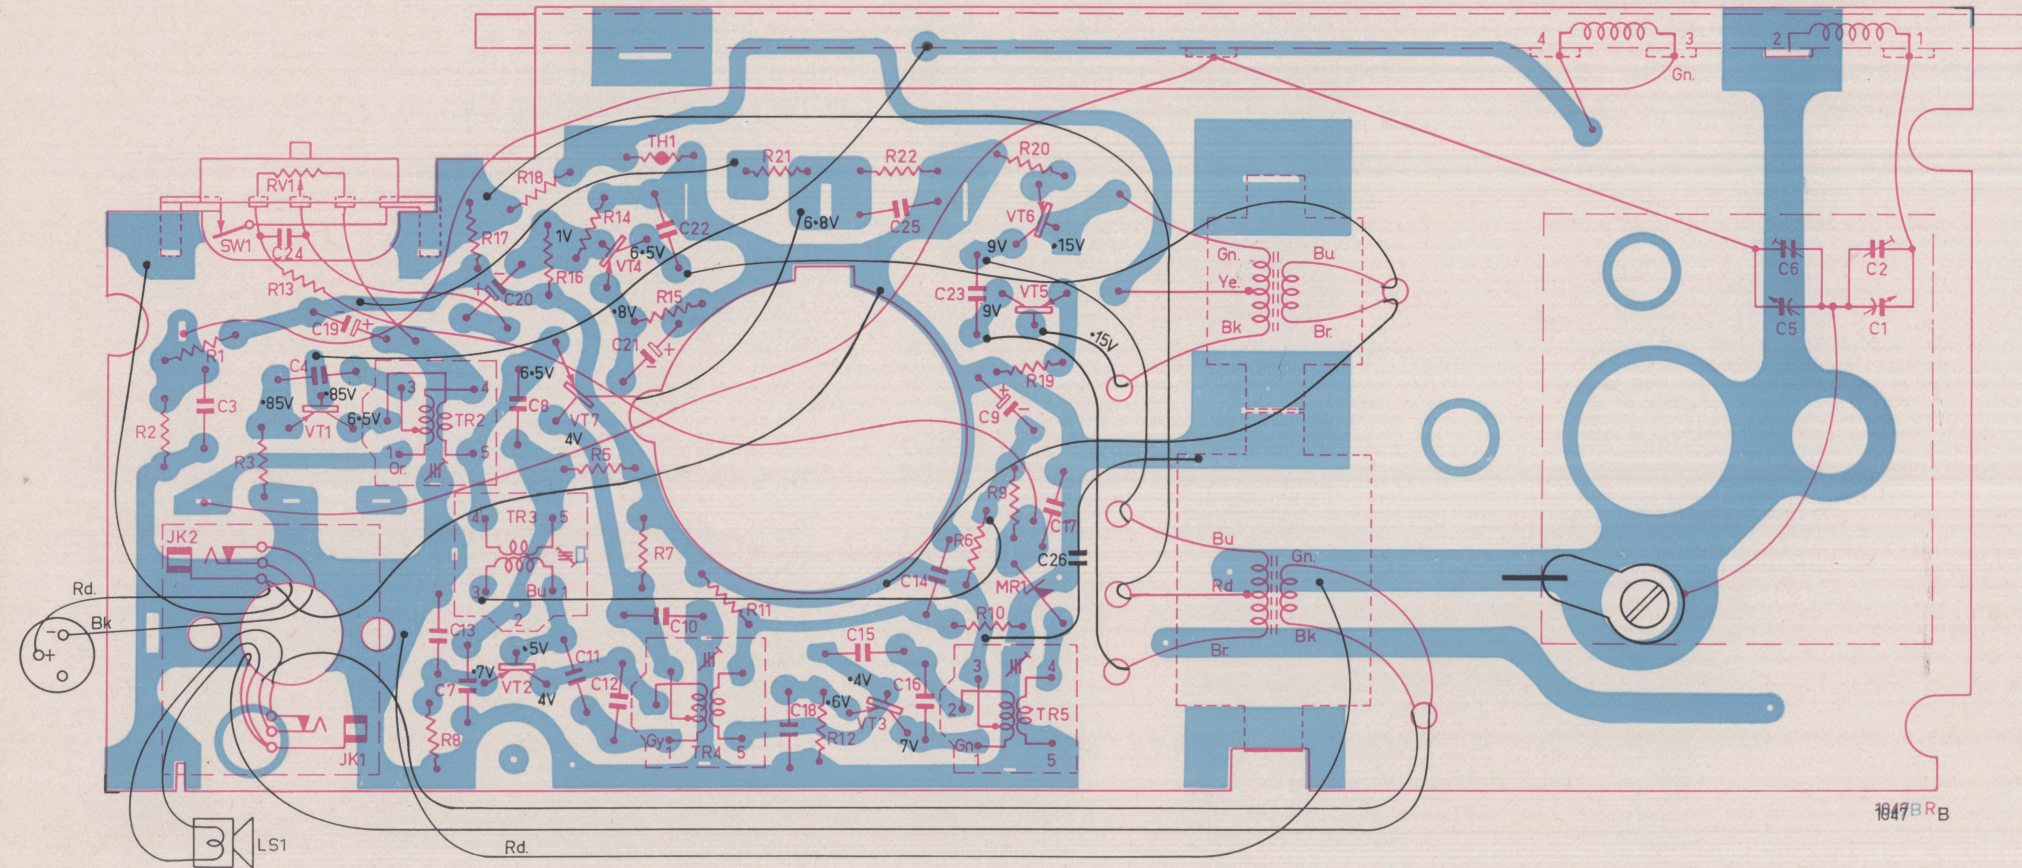 4
3
2
1
Gn.
TH1
R21
R22
R20
R18
RV1
R14
C22
6·8V
C25
VT6
·15V
SW1
C24
R17
1V
6·5V
VT4
9V
R16
R13
C20
R15
·8V
C23
VT5
9V
Gn.
Bu
Ye.
Bk
Br.
C6
C2
C5
C1
C19
R1
C21
·15V
R19
C4
·85V
·85V
3
4
6·5V
C3
C8
VT7
C9
R2
VT1
6·5V
TR2
4V
1
5
Or.
R3
R5
R9
C17
4
TR3
5
JK2
R7
R6
C26
Bu
Gn.
C14
MR1
Rd
3
Bu
1
Rd.
R11
2
C10
R10
Bk
Bk
Br.
C13
C15
·5V
C11
3
4
·7V
VT2
C7
4V
C12
·4V
·6V
C16
2
TR5
C18
VT3
R8
Gy
1
TR4
5
R12
7V
Gn
1
5
JK1
LS1
Rd.
1047 B R B